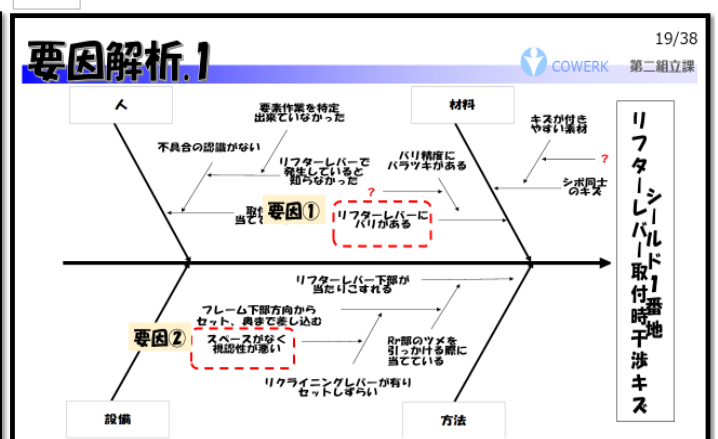 要因解析.1
19/38
COWERK 第二組立課
人
材料
要素作業を特定
出来ていなかった
キズが付き
やすい素材
不具合の認識がない
リフターレバーで
発生していると
知らなかった
バリ精度に
バラツキがある
?
?
シボ同士
のキズ
取付
当てて
要因①
リフターレバーに
バリがある
リフターレバー取付時干渉キズ
シールド1番地
リフターレバー下部が
当たりこすれる
フレーム下部方向から
セット、奥まで差し込む
要因②
スペースがなく
視認性が悪い
Rr部のツメを
引っかける際に
当てている
リクライニングレバーが有り
セットしずらい
設備
方法